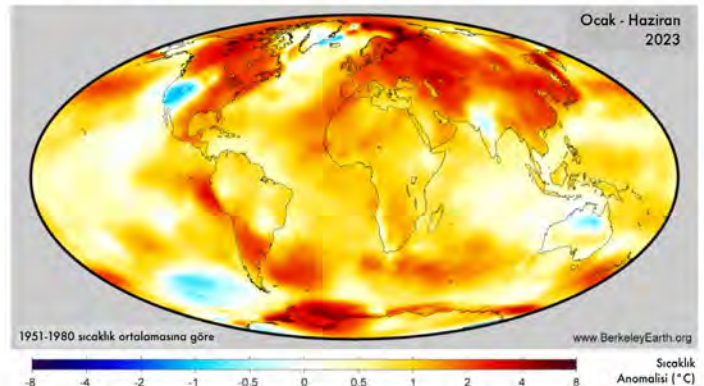 Ocak - Haziran
2023
1951-1980 sıcaklık ortalamasına göre
www.BerkeleyEarth.org
-8 -4 -2 -1 -0.5 0 0.5 1 2 4 8
Sıcaklık
Anomalisi (°C)